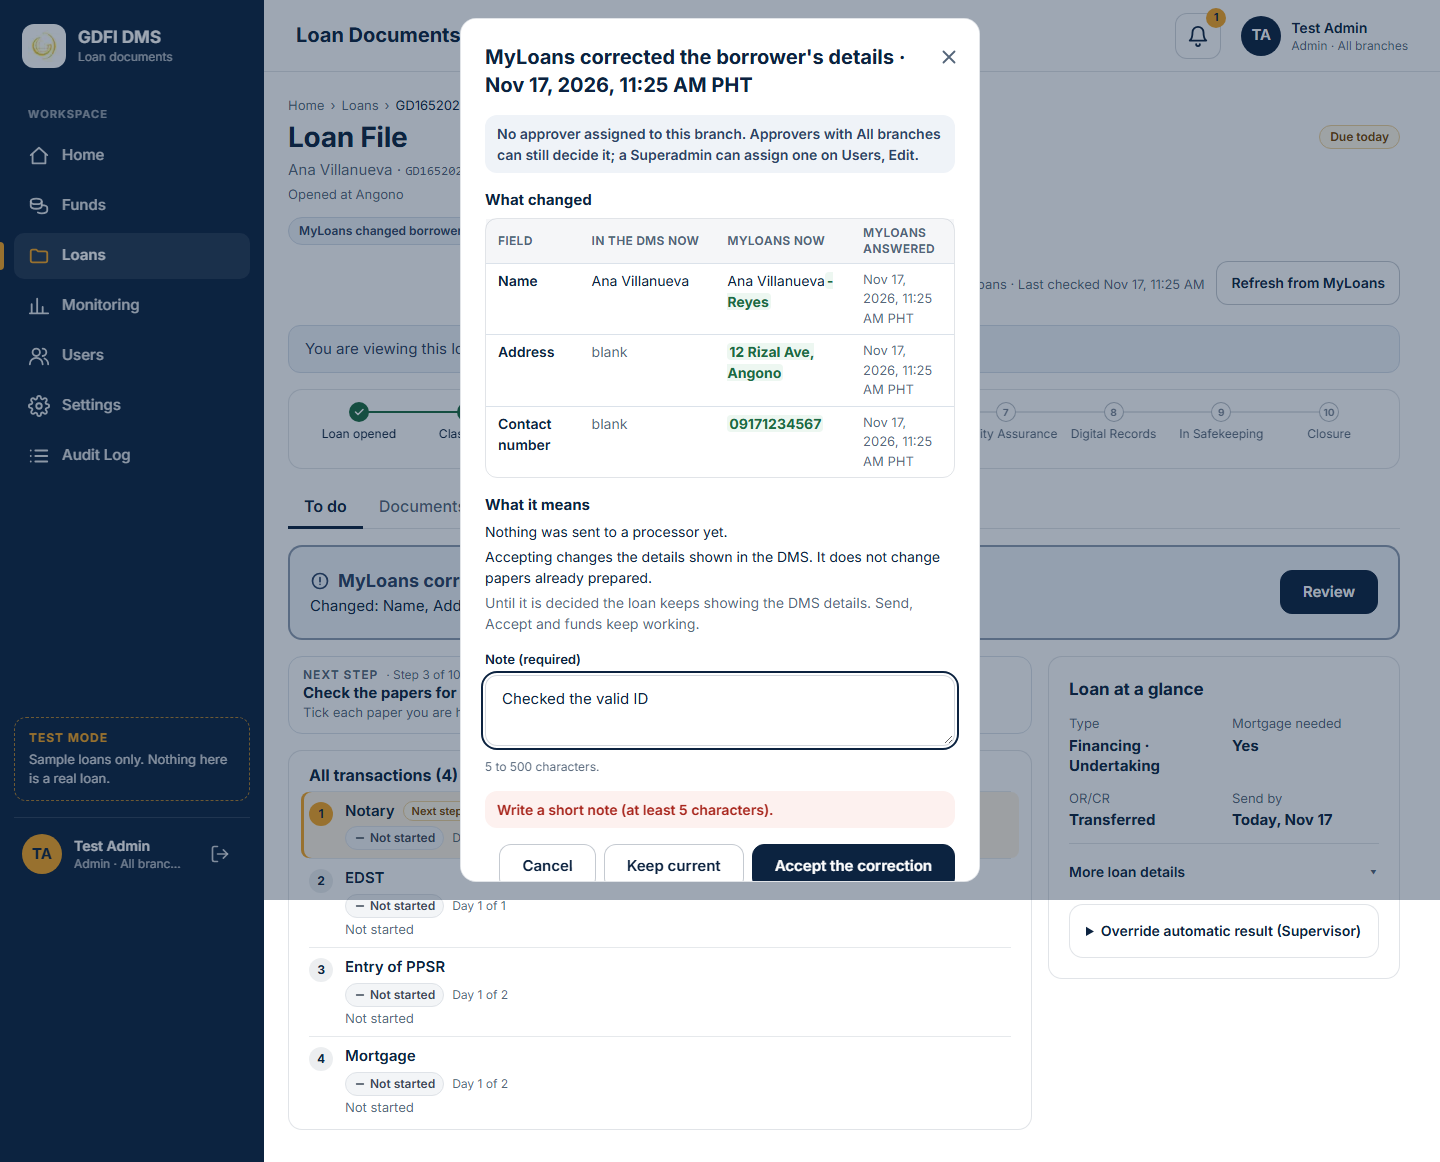 GDFI DMS
Loan documents
WORKSPACE
Home
Funds
Loans
Monitoring
Users
Settings
Audit Log
TEST MODE
Sample loans only. Nothing here
is a real loan.
TA
Test Admin
Admin · All branc...
Loan Documents
1
TA
Test Admin
Admin · All branches
Home › Loans › GD165202
Loan File
Due today
Ana Villanueva · GD165202
Opened at Angono
MyLoans changed borrower
· Last checked Nov 17, 2026, 11:25 AM
Refresh from MyLoans
You are viewing this
Loan opened
7
8
Digital Records
9
In Safekeeping
10
Closure
Assurance
To do
Documents
MyLoans
Changed: Name,
Review
NEXT STEP · Step 3 of 10
Check the papers for
Tick each paper you are
All transactions (4)
1
Notary
Next step
— Not started
2
EDST
— Not started
Day 1 of 1
Not started
3
Entry of PPSR
— Not started
Day 1 of 2
Not started
4
Mortgage
— Not started
Day 1 of 2
Not started
Loan at a glance
Type
Mortgage needed
Financing ·
Undertaking
Yes
OR/CR
Send by
Transferred
Today, Nov 17
More loan details
Override automatic result (Supervisor)
MyLoans corrected the borrower's details ·
Nov 17, 2026, 11:25 AM PHT
No approver assigned to this branch. Approvers with All branches
can still decide it; a Superadmin can assign one on Users, Edit.
What changed
FIELD
IN THE DMS NOW
MYLOANS NOW
MYLOANS
ANSWERED
Name
Ana Villanueva
Ana Villanueva-
Reyes
Nov 17,
2026, 11:25
AM PHT
Address
blank
12 Rizal Ave,
Angono
Nov 17,
2026, 11:25
AM PHT
Contact
number
blank
09171234567
Nov 17,
2026, 11:25
AM PHT
What it means
Nothing was sent to a processor yet.
Accepting changes the details shown in the DMS. It does not change
papers already prepared.
Until it is decided the loan keeps showing the DMS details. Send,
Accept and funds keep working.
Note (required)
Checked the valid ID
5 to 500 characters.
Write a short note (at least 5 characters).
Cancel
Keep current
Accept the correction